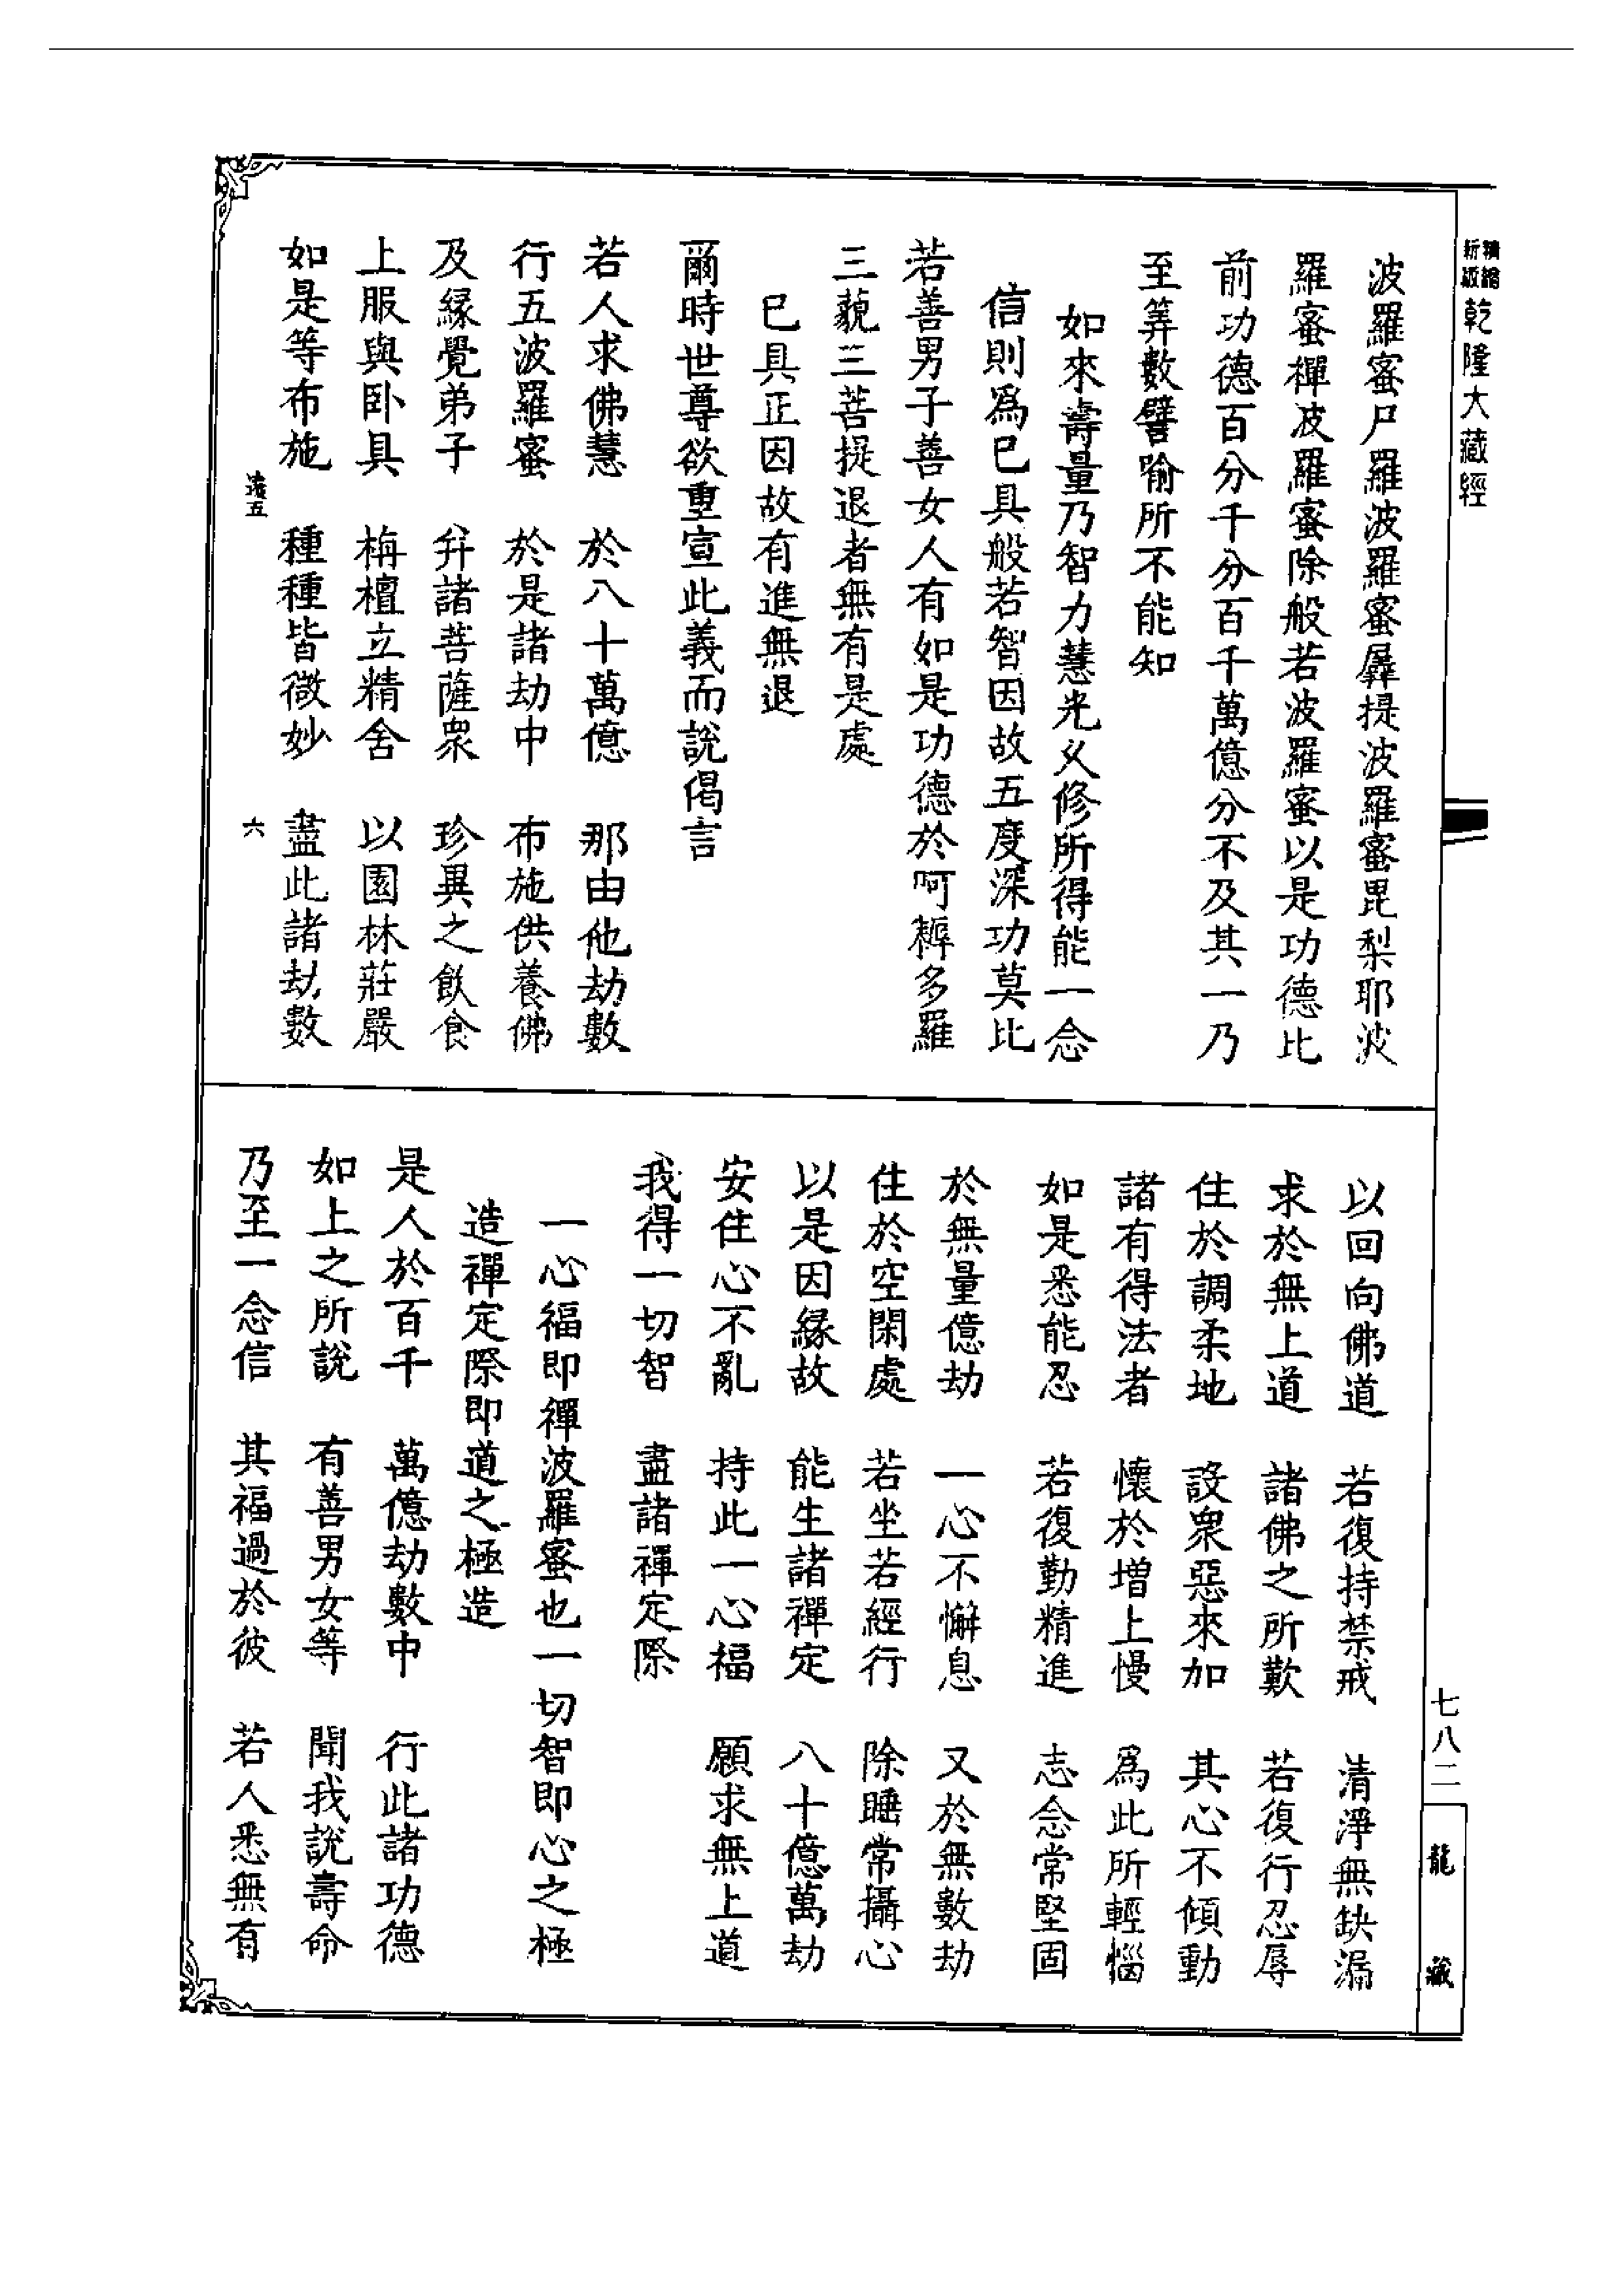 精繕
新版
乾隆大藏經
波羅蜜尸羅波羅蜜羼提波羅蜜毘梨耶波
羅蜜禪波羅蜜除般若波羅蜜以是功德比
前功德百分千分百千萬億分不及其一乃
至筭數譬喻所不能知
如來壽量乃智力慧光久修所得能一念
信則爲已具般若智因故五度深功莫比
若善男子善女人有如是功德於阿耨多羅
三藐三菩提退者無有是處
已具正因故有進無退
爾時世尊欲重宣此義而說偈言
若人求佛慧 於八十萬億 那由他劫數
行五波羅蜜 於是諸劫中 布施供養佛
及緣覺弟子 并諸菩薩衆 珍異之飲食
上服與卧具 栴檀立精舍 以園林莊嚴
如是等布施 種種皆微妙 盡此諸劫數
遠五 六
以回向佛道 若復持禁戒 清淨無缺漏
求於無上道 諸佛之所歎 若復行忍辱
住於調柔地 設衆惡來加 其心不傾動
諸有得法者 懷於增上慢 爲此所輕惱
如是悉能忍 若復勤精進 志念常堅固
於無量億劫 一心不懈息 又於無數劫
住於空閑處 若坐若經行 除睡常攝心
以是因緣故 能生諸禪定 八十億萬劫
安住心不亂 持此一心福 願求無上道
我得一切智 盡諸禪定際
一心福即禪波羅蜜也一切智即心之極
造禪定際即道之極造
是人於百千 萬億劫數中 行此諸功德
如上之所說 有善男女等 聞我說壽命
乃至一念信 其福過於彼 若人悉無有
七八二
龍藏